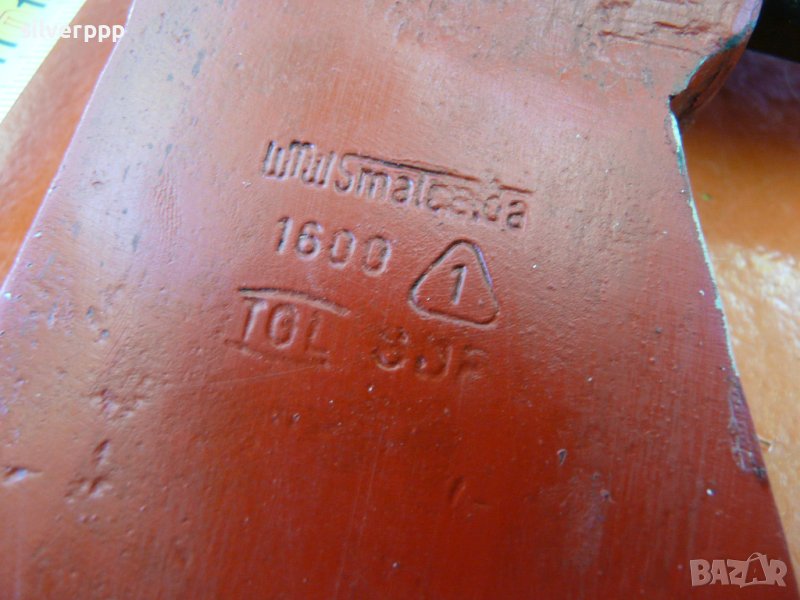 silverppp
Smalcalda
1600 1
TGL
BAZAR